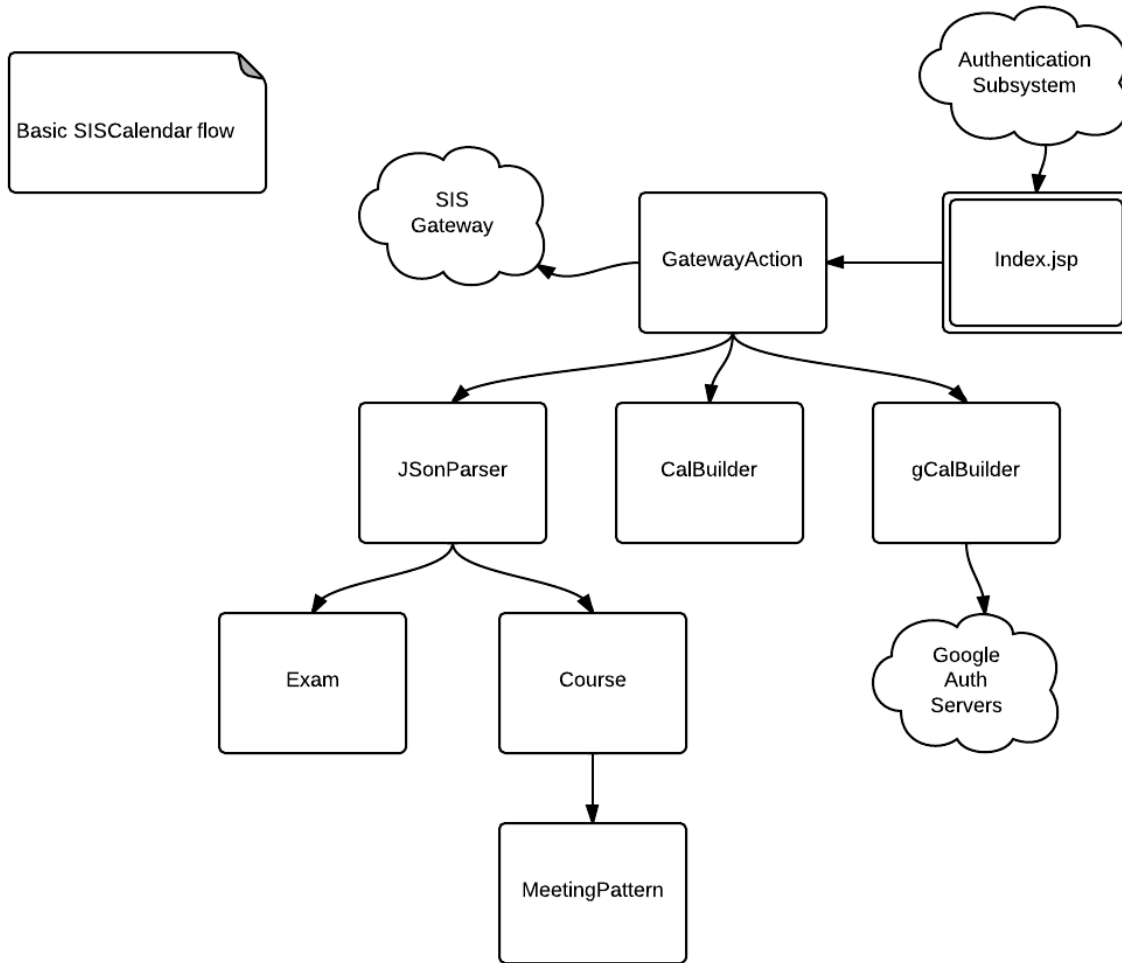 Basic SISCalendar flow
Authentication
Subsystem
SIS
Gateway
GatewayAction
Index.jsp
JSonParser
CalBuilder
gCalBuilder
Exam
Course
Google
Auth
Servers
MeetingPattern